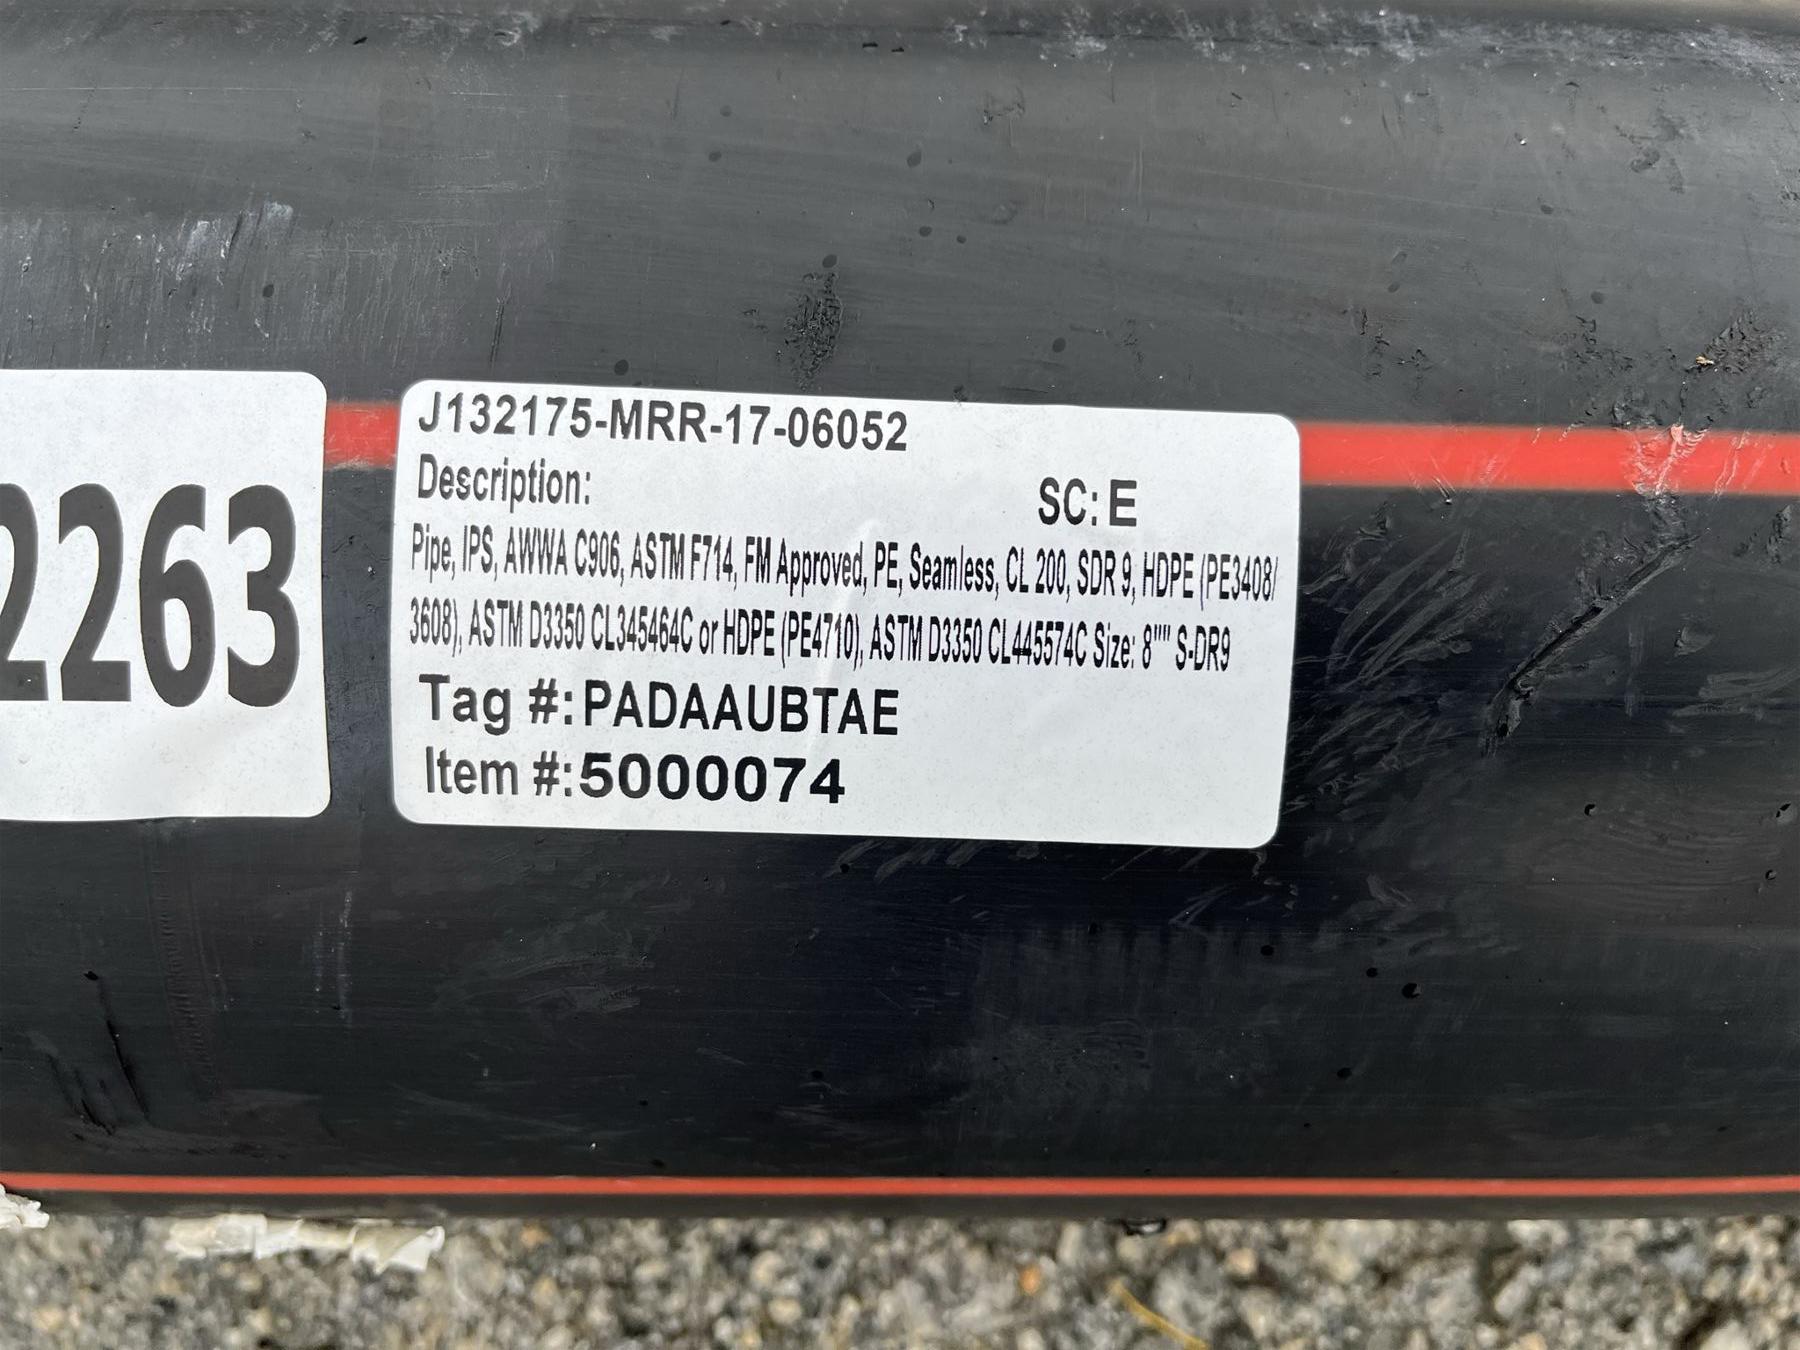 2263
J132175-MRR-17-06052
Description:
SC: E
Pipe, IPS, AWWA C906, ASTM F714, FM Approved, PE, Seamless, CL 200, SDR 9, HDPE (PE3408/
3608), ASTM D3350 CL345464C or HDPE (PE4710), ASTM D3350 CL445574C Size: 8"" S-DR9
Tag #: PADAAUBTAE
Item #: 5000074